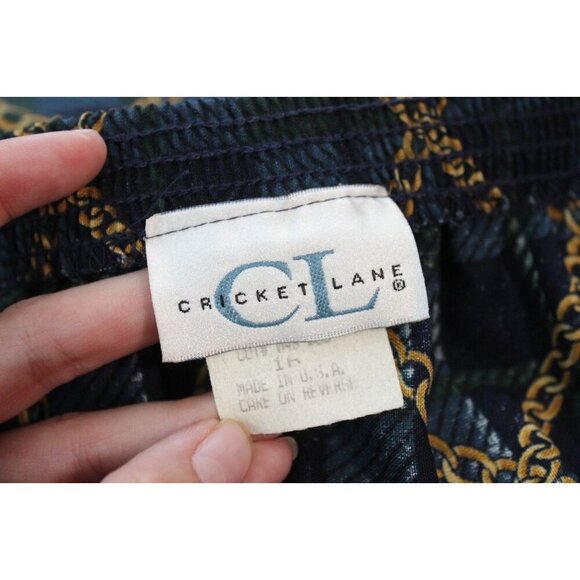 CL
CRICKET LANE®
16
MADE IN U.S.A.
CARE ON REVERSE